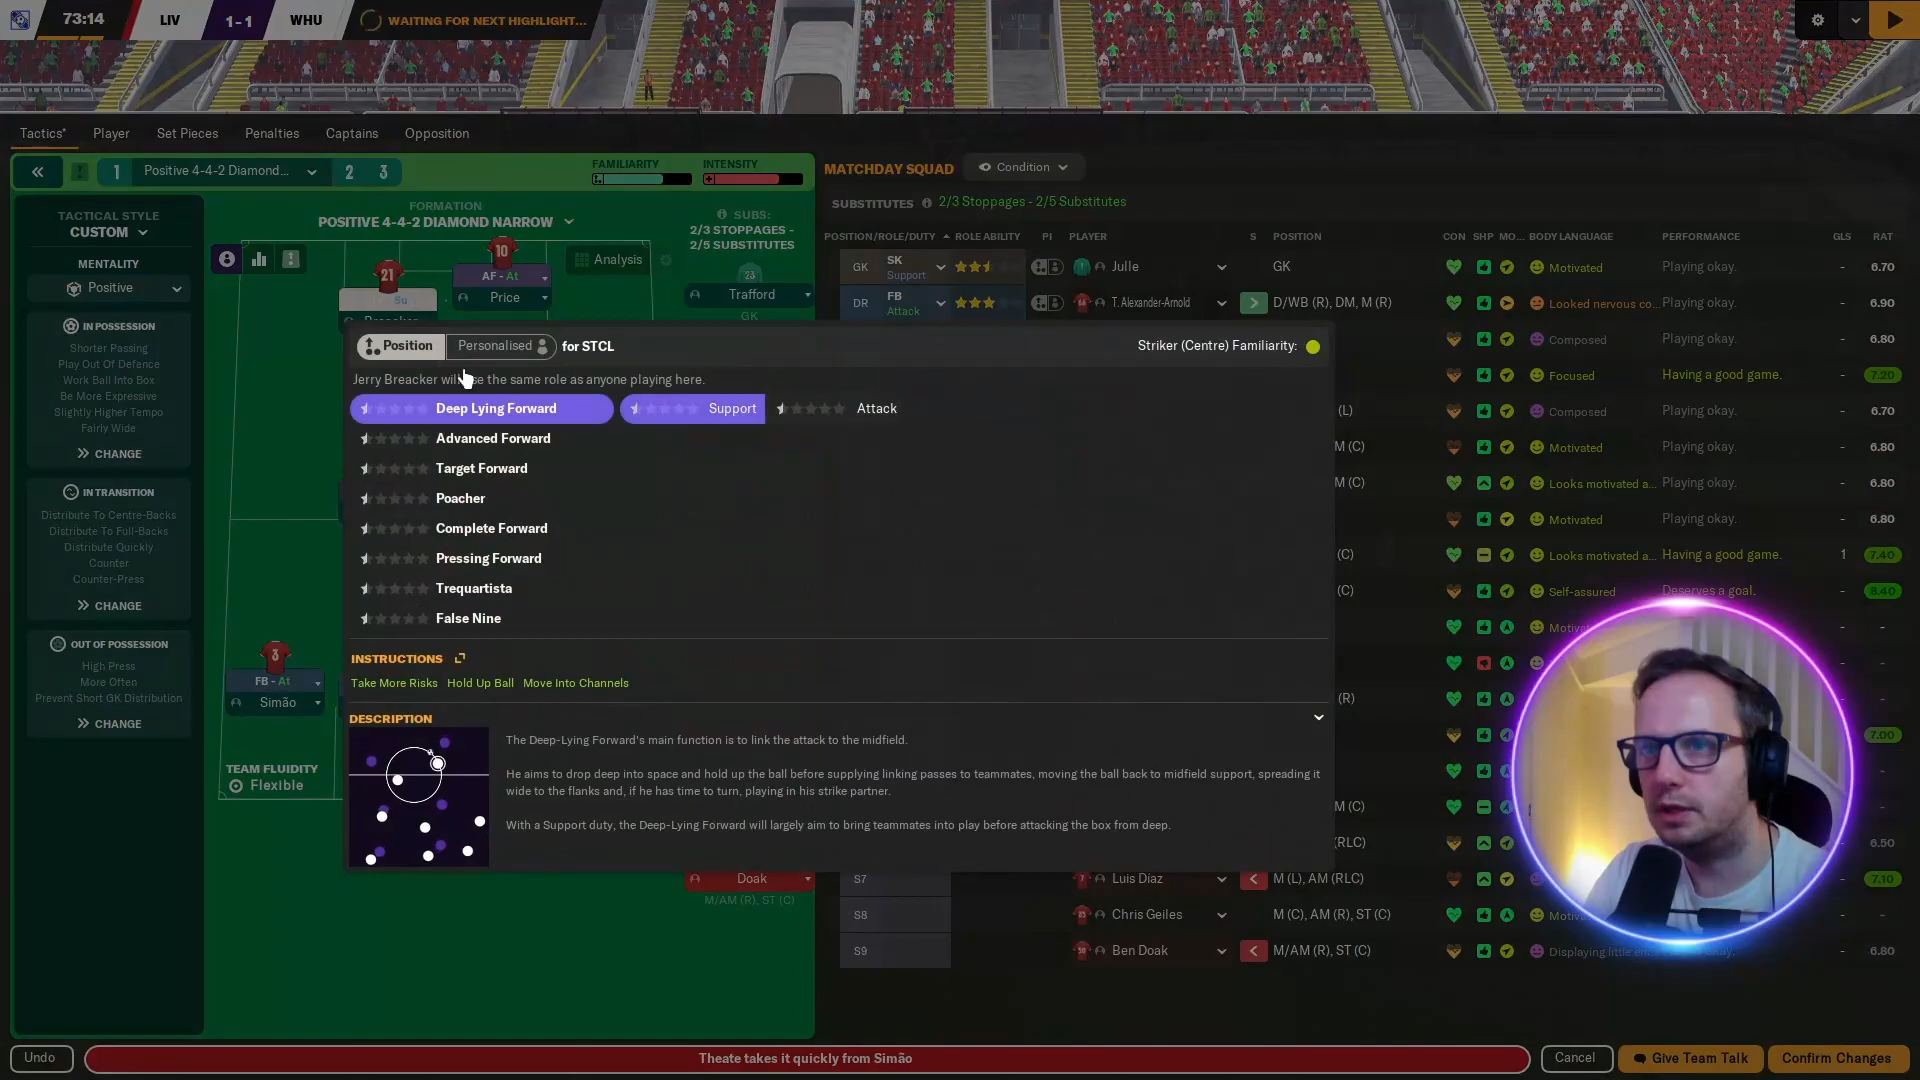 73:14 LIV 1-1 WHU WAITING FOR NEXT HIGHLIGHT...
Tactics* Player Set Pieces Penalties Captains Opposition
1 Positive 4-4-2 Diamond... 2 3 FAMILIARITY INTENSITY
MATCHDAY SQUAD Condition
SUBSTITUTES 2/3 Stoppages - 2/5 Substitutes
TACTICAL STYLE
CUSTOM
MENTALITY
Positive
IN POSSESSION
Shorter Passing
Play Out Of Defence
Work Ball Into Box
Be More Expressive
Slightly Higher Tempo
Fairly Wide
CHANGE
IN TRANSITION
Distribute To Centre-Backs
Distribute To Full-Backs
Distribute Quickly
Counter
Counter-Press
CHANGE
OUT OF POSSESSION
High Press
More Often
Prevent Short GK Distribution
CHANGE
FORMATION
POSITIVE 4-4-2 DIAMOND NARROW
SUBS:
2/3 STOPPAGES -
2/5 SUBSTITUTES
Analysis
10
AF - At
Price
21
Su
23
Trafford
GK
3
FB - At
Simão
TEAM FLUIDITY
Flexible
Doak
M/AM (R), ST (C)
POSITION/ROLE/DUTY ROLE ABILITY PI PLAYER S POSITION CON SHP MO... BODY LANGUAGE PERFORMANCE GLS RAT
GK SK Support Julle GK Motivated Playing okay. - 6.70
DR FB Attack T. Alexander-Arnold D/WB (R), DM, M (R) Looked nervous co... Playing okay. - 6.90
Composed Playing okay. - 6.80
Focused Having a good game. - 7.20
(L) Composed Playing okay. - 6.70
M (C) Motivated Playing okay. - 6.80
M (C) Looks motivated a... Playing okay. - 6.80
Motivated Playing okay. - 6.80
(C) Looks motivated a... Having a good game. 1 7.40
(C) Self-assured Deserves a goal. - 8.40
- -
-
(R) -
- 7.00
-
M (C) -
(RLC) - 6.50
S7 7 Luis Díaz M (L), AM (RLC) - 7.10
S8 Chris Geiles M (C), AM (R), ST (C) - -
S9 Ben Doak M/AM (R), ST (C) - 6.80
Position Personalised for STCL Striker (Centre) Familiarity:
Jerry Breacker the same role as anyone playing here.
Deep Lying Forward Support Attack
Advanced Forward
Target Forward
Poacher
Complete Forward
Pressing Forward
Trequartista
False Nine
INSTRUCTIONS
Take More Risks Hold Up Ball Move Into Channels
DESCRIPTION
The Deep-Lying Forward's main function is to link the attack to the midfield.
He aims to drop deep into space and hold up the ball before supplying linking passes to teammates, moving the ball back to midfield support, spreading it
wide to the flanks and, if he has time to turn, playing in his strike partner.
With a Support duty, the Deep-Lying Forward will largely aim to bring teammates into play before attacking the box from deep.
Undo Theate takes it quickly from Simão Cancel Give Team Talk Confirm Changes